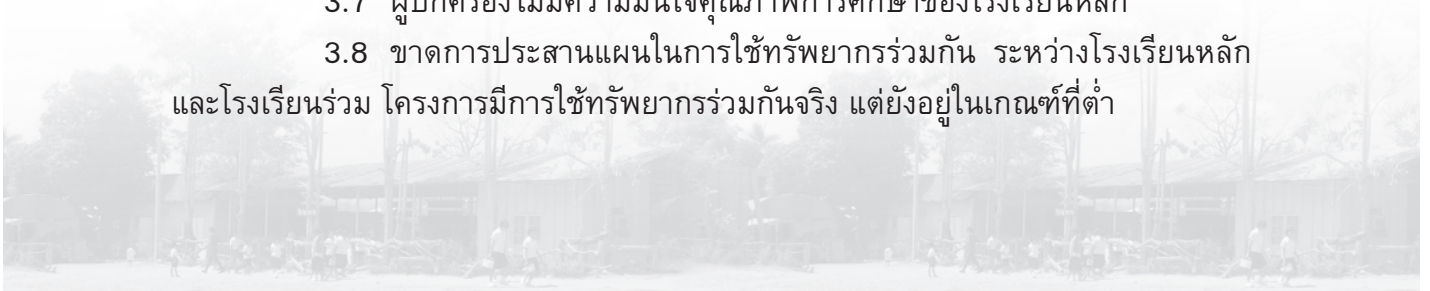 3.7 ผู้ปกครองไม่มีความมั่นใจคุณภาพการศึกษาของโรงเรียนหลัก
3.8 ขาดการประสานแผนในการใช้ทรัพยากรร่วมกัน ระหว่างโรงเรียนหลัก
และโรงเรียนร่วม โครงการมีการใช้ทรัพยากรร่วมกันจริง แต่ยังอยู่ในเกณฑ์ที่ต่ำ